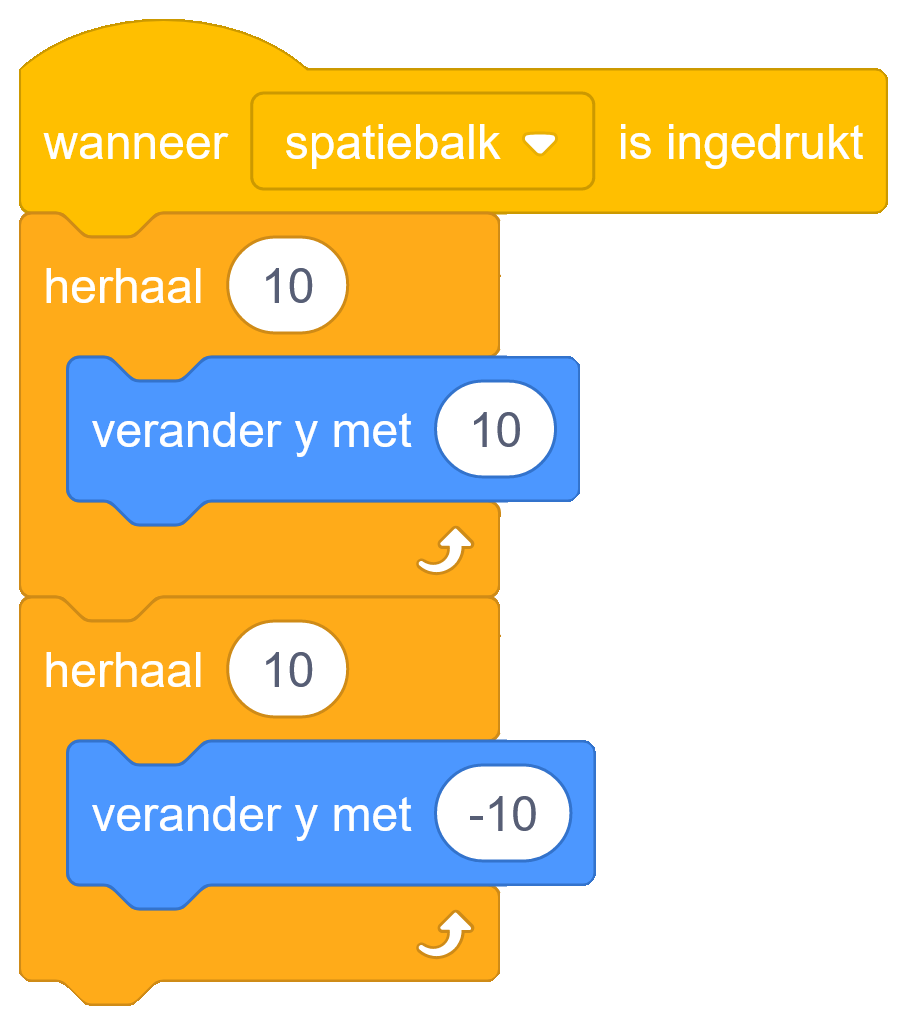 wanneer spatiebalk is ingedrukt
herhaal 10
verander y met 10
herhaal 10
verander y met -10